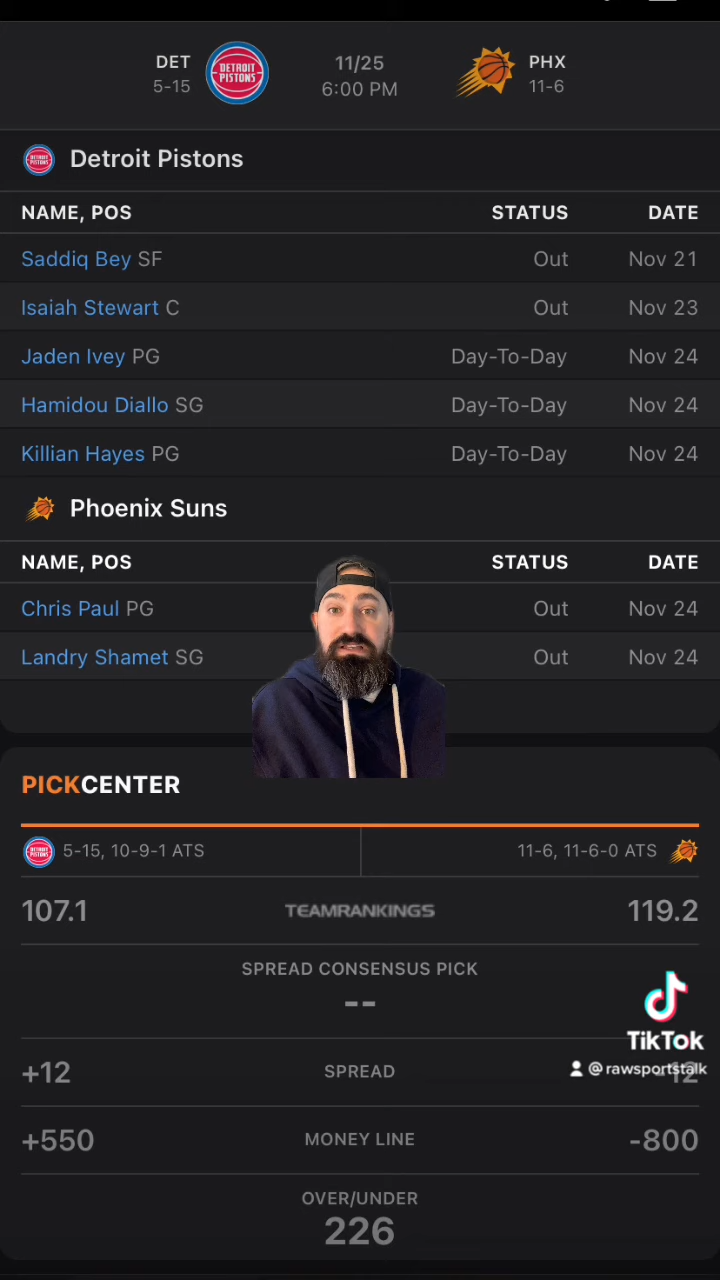 DET
5-15
DETROIT
PISTONS
11/25
6:00 PM
PHX
11-6
Detroit Pistons
NAME, POS STATUS DATE
Saddiq Bey SF Out Nov 21
Isaiah Stewart C Out Nov 23
Jaden Ivey PG Day-To-Day Nov 24
Hamidou Diallo SG Day-To-Day Nov 24
Killian Hayes PG Day-To-Day Nov 24
Phoenix Suns
NAME, POS STATUS DATE
Chris Paul PG Out Nov 24
Landry Shamet SG Out Nov 24
PICKCENTER
5-15, 10-9-1 ATS 11-6, 11-6-0 ATS
107.1 TEAMRANKINGS 119.2
SPREAD CONSENSUS PICK
--
TikTok
@rawsportstalk
+12 SPREAD -12
+550 MONEY LINE -800
OVER/UNDER
226